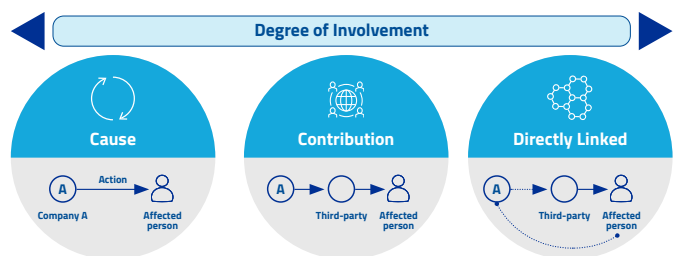 Degree of Involvement
Cause
A
Action
Company A
Affected
person
Contribution
A
Third-party
Affected
person
Directly Linked
A
Third-party
Affected
person